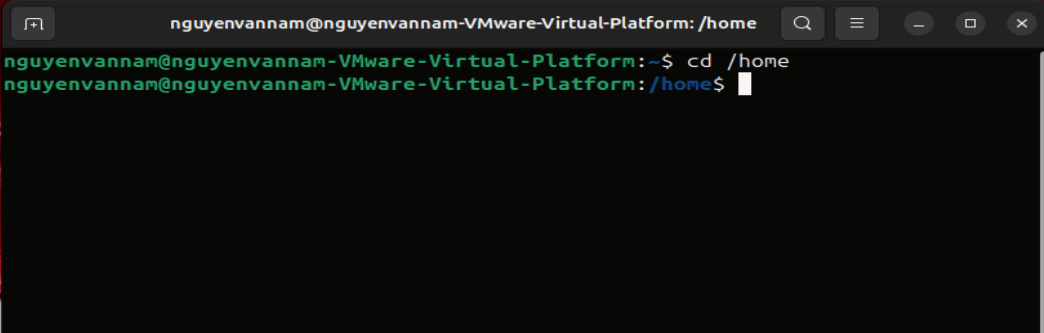 nguyenvannam@nguyenvannam-VMware-Virtual-Platform: /home
nguyenvannam@nguyenvannam-VMware-Virtual-Platform:~$ cd /home
nguyenvannam@nguyenvannam-VMware-Virtual-Platform:/home$